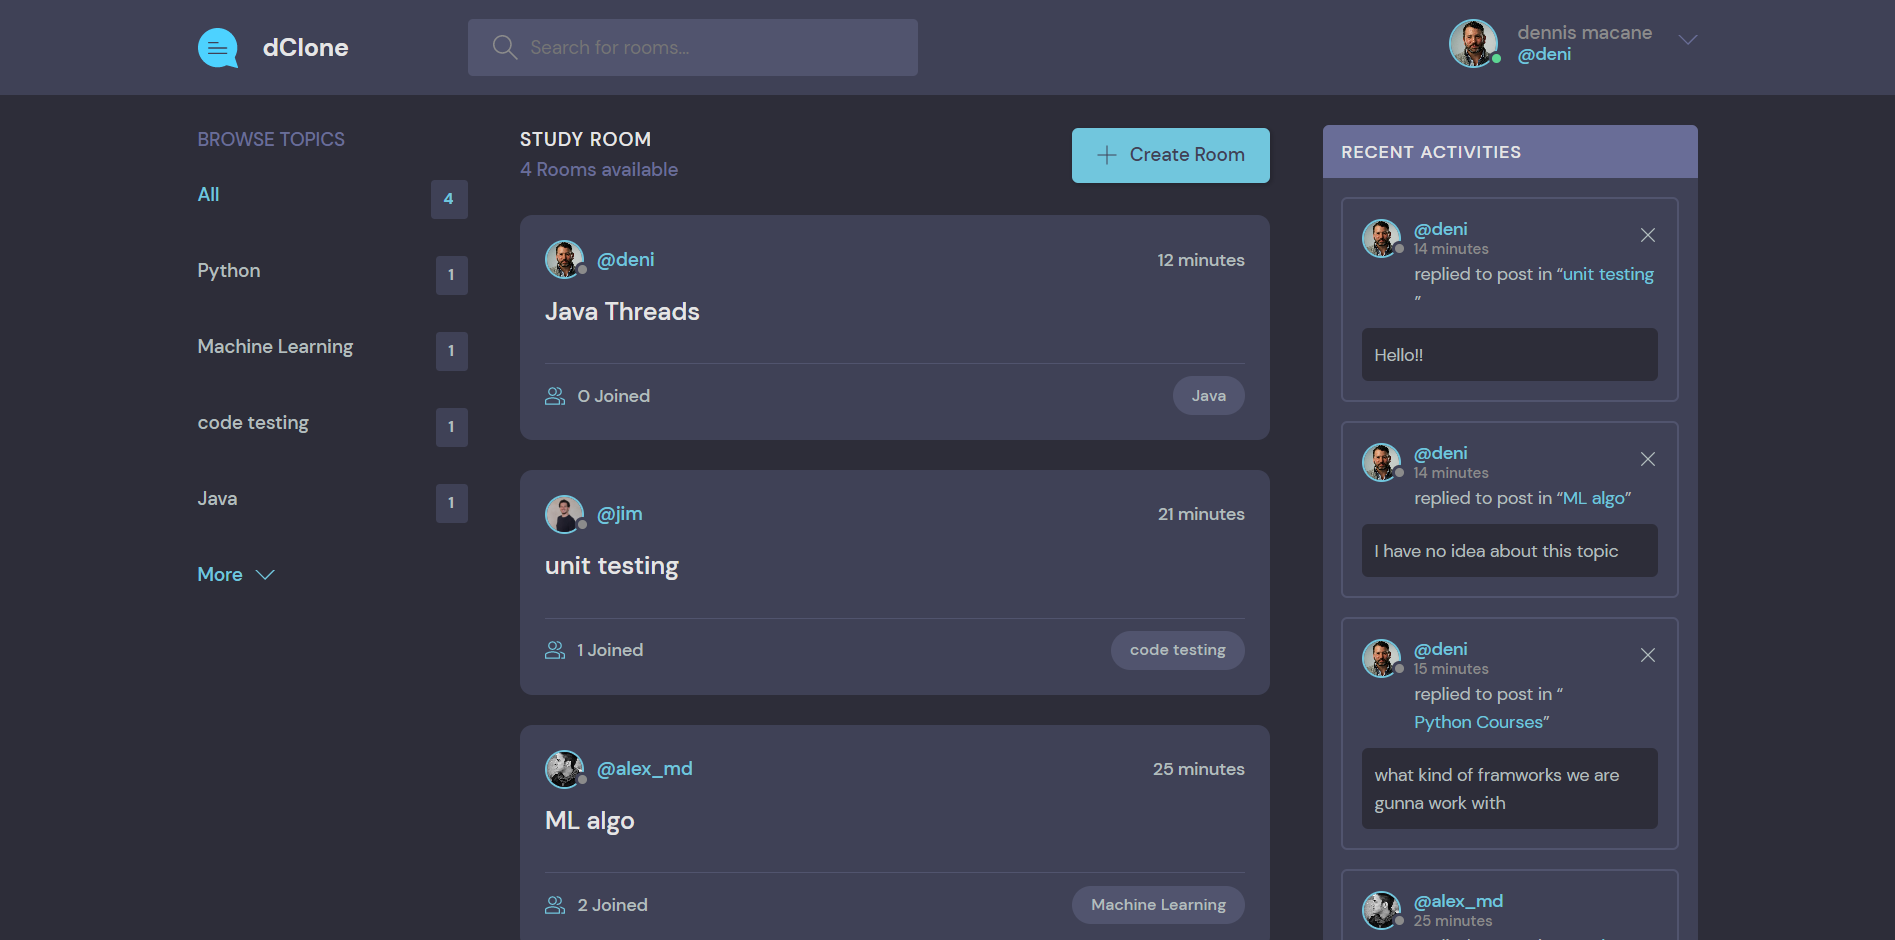 dClone
Search for rooms...
dennis macane
@deni
BROWSE TOPICS
All
4
Python
1
Machine Learning
1
code testing
1
Java
1
More
STUDY ROOM
4 Rooms available
Create Room
@deni
12 minutes
Java Threads
0 Joined
Java
@jim
21 minutes
unit testing
1 Joined
code testing
@alex_md
25 minutes
ML algo
2 Joined
Machine Learning
RECENT ACTIVITIES
@deni
14 minutes
replied to post in “unit testing
”
Hello!!
@deni
14 minutes
replied to post in “ML algo”
I have no idea about this topic
@deni
15 minutes
replied to post in “
Python Courses”
what kind of framworks we are
gunna work with
@alex_md
25 minutes